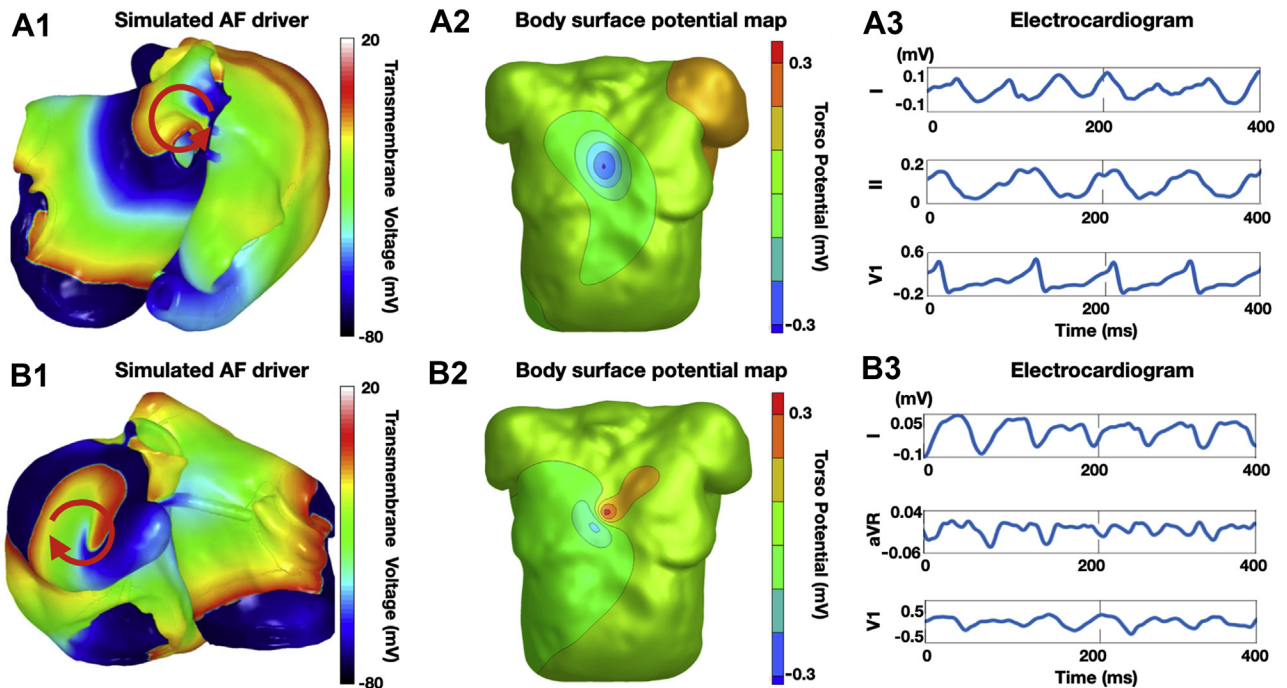 A1
Simulated AF driver
20
Transmembrane Voltage (mV)
-80
A2
Body surface potential map
0.3
Torso Potential (mV)
-0.3
A3
Electrocardiogram
(mV)
I
0.1
-0.1
0
200
400
II
0.2
0
0
200
400
V1
0.6
-0.2
0
200
400
Time (ms)
B1
Simulated AF driver
20
Transmembrane Voltage (mV)
-80
B2
Body surface potential map
0.3
Torso Potential (mV)
-0.3
B3
Electrocardiogram
(mV)
I
0.05
-0.1
0
200
400
aVR
0.04
-0.06
0
200
400
V1
0.5
-0.5
0
200
400
Time (ms)